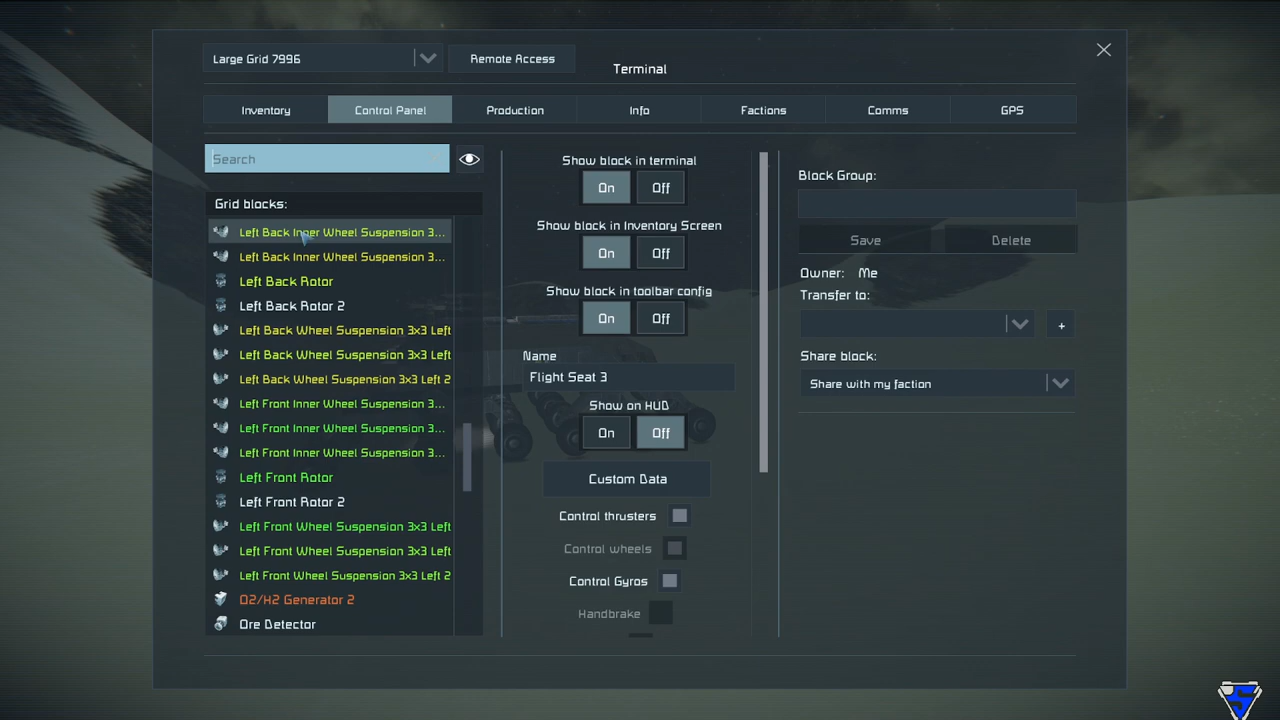 Large Grid 7996
Remote Access
Terminal
Inventory
Control Panel
Production
Info
Factions
Comms
GPS
Search
Grid blocks:
Left Back Inner Wheel Suspension 3...
Left Back Inner Wheel Suspension 3...
Left Back Rotor
Left Back Rotor 2
Left Back Wheel Suspension 3x3 Left
Left Back Wheel Suspension 3x3 Left
Left Back Wheel Suspension 3x3 Left 2
Left Front Inner Wheel Suspension 3...
Left Front Inner Wheel Suspension 3...
Left Front Inner Wheel Suspension 3...
Left Front Rotor
Left Front Rotor 2
Left Front Wheel Suspension 3x3 Left
Left Front Wheel Suspension 3x3 Left
Left Front Wheel Suspension 3x3 Left 2
O2/H2 Generator 2
Ore Detector
Show block in terminal
On Off
Show block in Inventory Screen
On Off
Show block in toolbar config
On Off
Name
Flight Seat 3
Show on HUD
On Off
Custom Data
Control thrusters
Control wheels
Control Gyros
Handbrake
Block Group:
Save
Delete
Owner: Me
Transfer to:
+
Share block:
Share with my faction
S